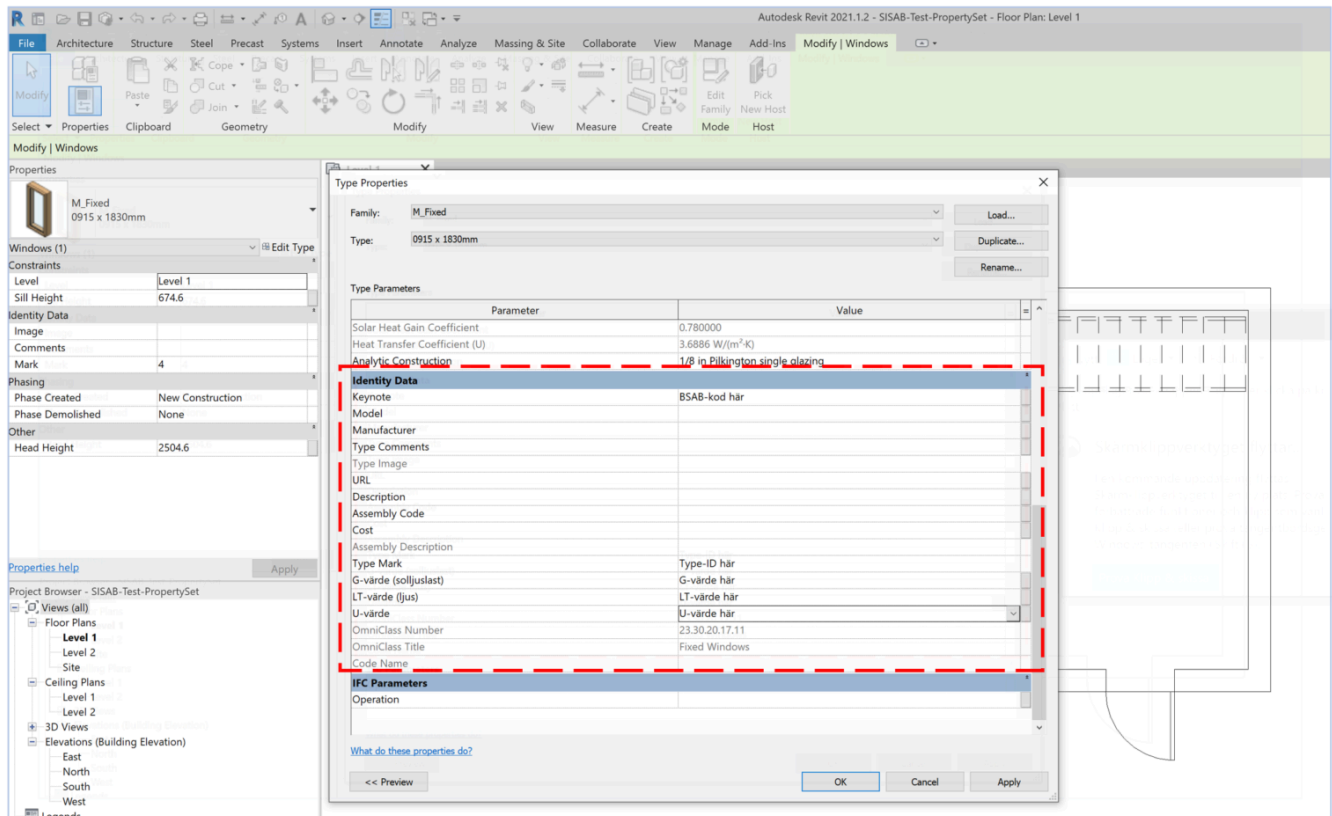 Autodesk Revit 2021.1.2 - SISAB-Test-PropertySet - Floor Plan: Level 1
File Architecture Structure Steel Precast Systems Insert Annotate Analyze Massing & Site Collaborate View Manage Add-Ins Modify | Windows
Modify Paste Cope Cut Join Edit Family Pick New Host
Select Properties Clipboard Geometry Modify View Measure Create Mode Host
Modify | Windows
Properties
M_Fixed
0915 x 1830mm
Windows (1) Edit Type
Constraints
Level Level 1
Sill Height 674.6
Identity Data
Image
Comments
Mark 4
Phasing
Phase Created New Construction
Phase Demolished None
Other
Head Height 2504.6
Properties help Apply
Project Browser - SISAB-Test-PropertySet
Views (all)
Floor Plans
Level 1
Level 2
Site
Ceiling Plans
Level 1
Level 2
3D Views
Elevations (Building Elevation)
East
North
South
West
Legends
Level 1
Type Properties
Family: M_Fixed Load...
Type: 0915 x 1830mm Duplicate...
Rename...
Type Parameters
Parameter Value =
Solar Heat Gain Coefficient 0.780000
Heat Transfer Coefficient (U) 3.6886 W/(m²·K)
Analytic Construction 1/8 in Pilkington single glazing
Identity Data
Keynote BSAB-kod här
Model
Manufacturer
Type Comments
Type Image
URL
Description
Assembly Code
Cost
Assembly Description
Type Mark Type-ID här
G-värde (solljuslast) G-värde här
LT-värde (ljus) LT-värde här
U-värde U-värde här
OmniClass Number 23.30.20.17.11
OmniClass Title Fixed Windows
Code Name
IFC Parameters
Operation
What do these properties do?
<< Preview OK Cancel Apply